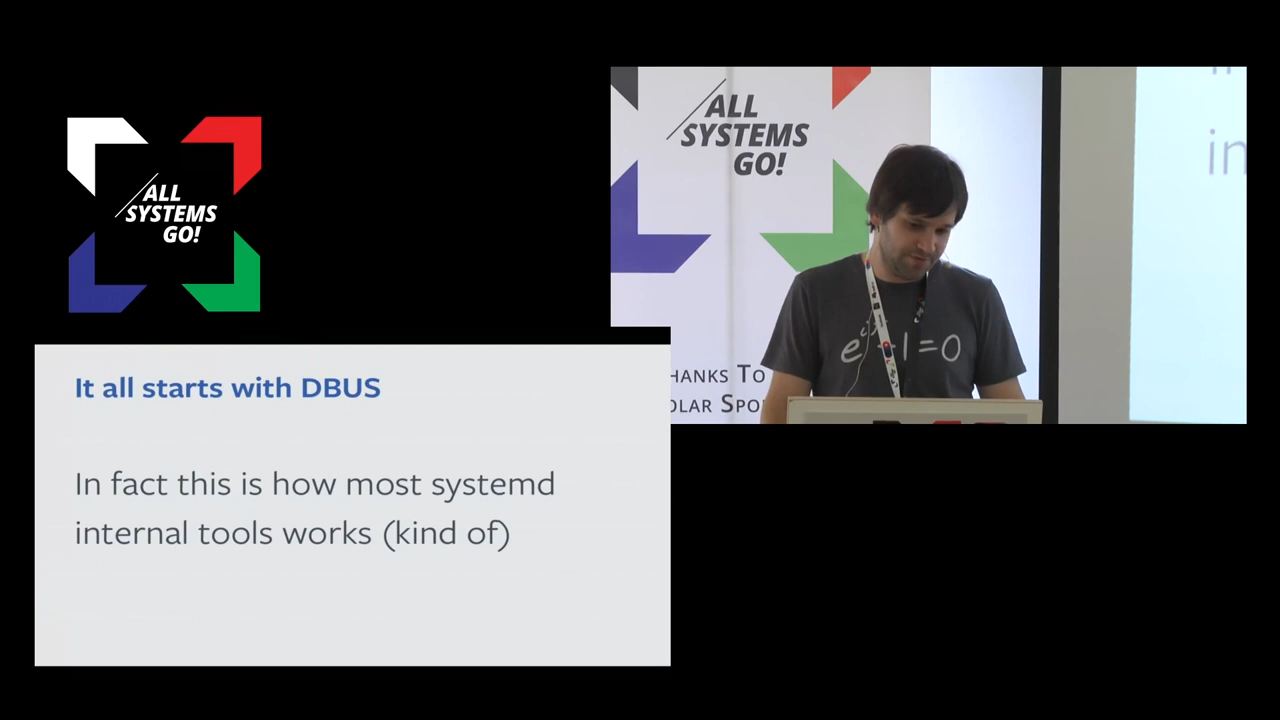 ALL
SYSTEMS
GO!
It all starts with DBUS
In fact this is how most systemd
internal tools works (kind of)
ALL
SYSTEMS
GO!
in
hanks To
olar Spo